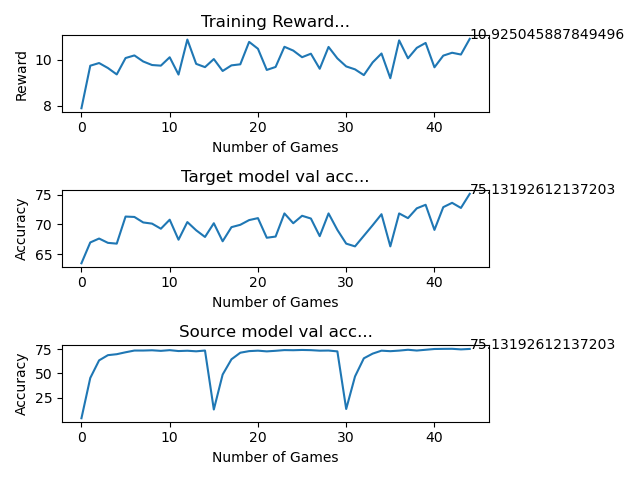 Training Reward...
10.925045887849496
10
8
Reward
0 10 20 30 40
Number of Games
Target model val acc...
75.13192612137203
75
70
65
Accuracy
0 10 20 30 40
Number of Games
Source model val acc...
75.13192612137203
75
50
25
Accuracy
0 10 20 30 40
Number of Games